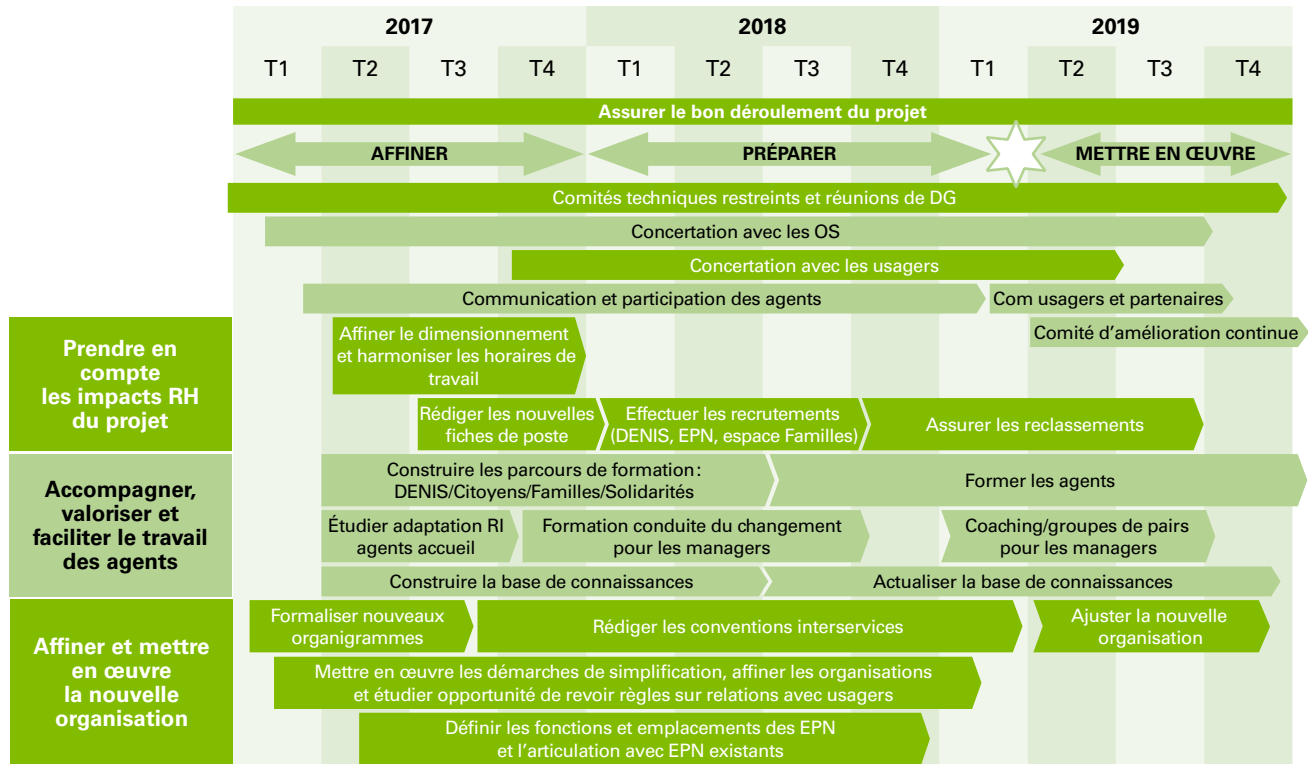 2017
2018
2019
T1 T2 T3 T4 T1 T2 T3 T4 T1 T2 T3 T4
Assurer le bon déroulement du projet
AFFINER
PRÉPARER
METTRE EN ŒUVRE
Comités techniques restreints et réunions de DG
Concertation avec les OS
Concertation avec les usagers
Communication et participation des agents
Com usagers et partenaires
Prendre en
compte
les impacts RH
du projet
Affiner le dimensionnement
et harmoniser les horaires de
travail
Comité d’amélioration continue
Rédiger les nouvelles
fiches de poste
Effectuer les recrutements
(DENIS, EPN, espace Familles)
Assurer les reclassements
Accompagner,
valoriser et
faciliter le travail
des agents
Construire les parcours de formation :
DENIS/Citoyens/Familles/Solidarités
Former les agents
Étudier adaptation RI
agents accueil
Formation conduite du changement
pour les managers
Coaching/groupes de pairs
pour les managers
Construire la base de connaissances
Actualiser la base de connaissances
Affiner et mettre
en œuvre
la nouvelle
organisation
Formaliser nouveaux
organigrammes
Rédiger les conventions interservices
Ajuster la nouvelle
organisation
Mettre en œuvre les démarches de simplification, affiner les organisations
et étudier opportunité de revoir règles sur relations avec usagers
Définir les fonctions et emplacements des EPN
et l’articulation avec EPN existants